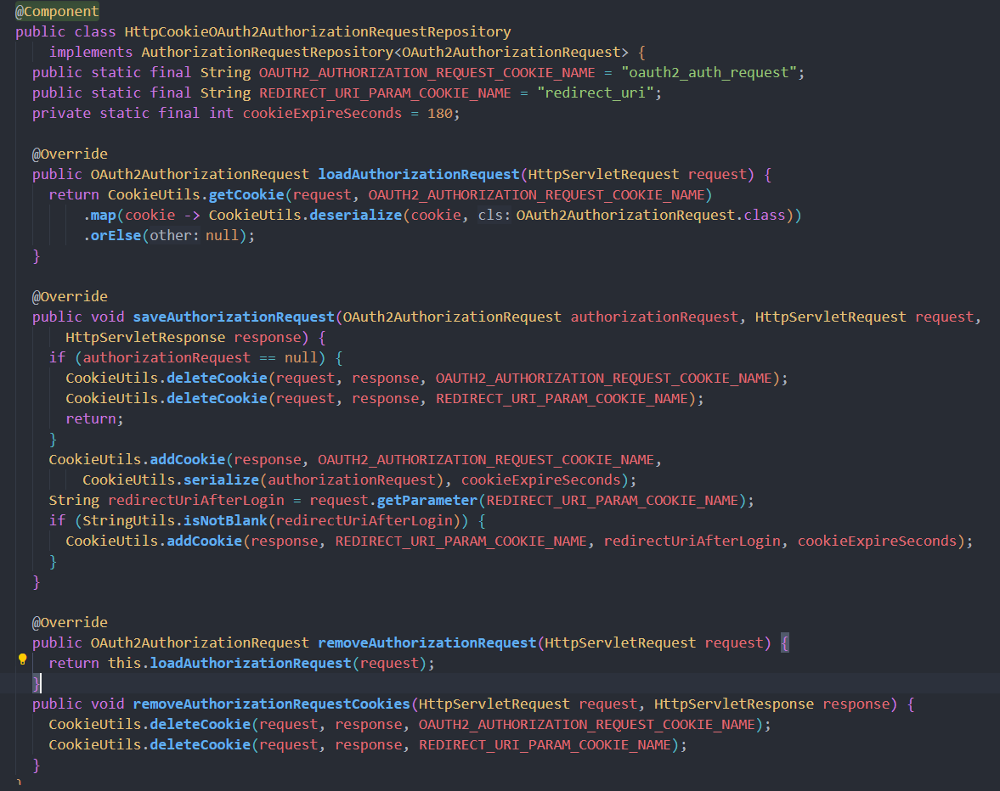 @Component
public class HttpCookieOAuth2AuthorizationRequestRepository
    implements AuthorizationRequestRepository<OAuth2AuthorizationRequest> {
  public static final String OAUTH2_AUTHORIZATION_REQUEST_COOKIE_NAME = "oauth2_auth_request";
  public static final String REDIRECT_URI_PARAM_COOKIE_NAME = "redirect_uri";
  private static final int cookieExpireSeconds = 180;

  @Override
  public OAuth2AuthorizationRequest loadAuthorizationRequest(HttpServletRequest request) {
    return CookieUtils.getCookie(request, OAUTH2_AUTHORIZATION_REQUEST_COOKIE_NAME)
        .map(cookie -> CookieUtils.deserialize(cookie, cls: OAuth2AuthorizationRequest.class))
        .orElse(other: null);
  }

  @Override
  public void saveAuthorizationRequest(OAuth2AuthorizationRequest authorizationRequest, HttpServletRequest request,
      HttpServletResponse response) {
    if (authorizationRequest == null) {
      CookieUtils.deleteCookie(request, response, OAUTH2_AUTHORIZATION_REQUEST_COOKIE_NAME);
      CookieUtils.deleteCookie(request, response, REDIRECT_URI_PARAM_COOKIE_NAME);
      return;
    }
    CookieUtils.addCookie(response, OAUTH2_AUTHORIZATION_REQUEST_COOKIE_NAME,
        CookieUtils.serialize(authorizationRequest), cookieExpireSeconds);
    String redirectUriAfterLogin = request.getParameter(REDIRECT_URI_PARAM_COOKIE_NAME);
    if (StringUtils.isNotBlank(redirectUriAfterLogin)) {
      CookieUtils.addCookie(response, REDIRECT_URI_PARAM_COOKIE_NAME, redirectUriAfterLogin, cookieExpireSeconds);
    }
  }

  @Override
  public OAuth2AuthorizationRequest removeAuthorizationRequest(HttpServletRequest request) {
    return this.loadAuthorizationRequest(request);
  }
  public void removeAuthorizationRequestCookies(HttpServletRequest request, HttpServletResponse response) {
    CookieUtils.deleteCookie(request, response, OAUTH2_AUTHORIZATION_REQUEST_COOKIE_NAME);
    CookieUtils.deleteCookie(request, response, REDIRECT_URI_PARAM_COOKIE_NAME);
  }
}